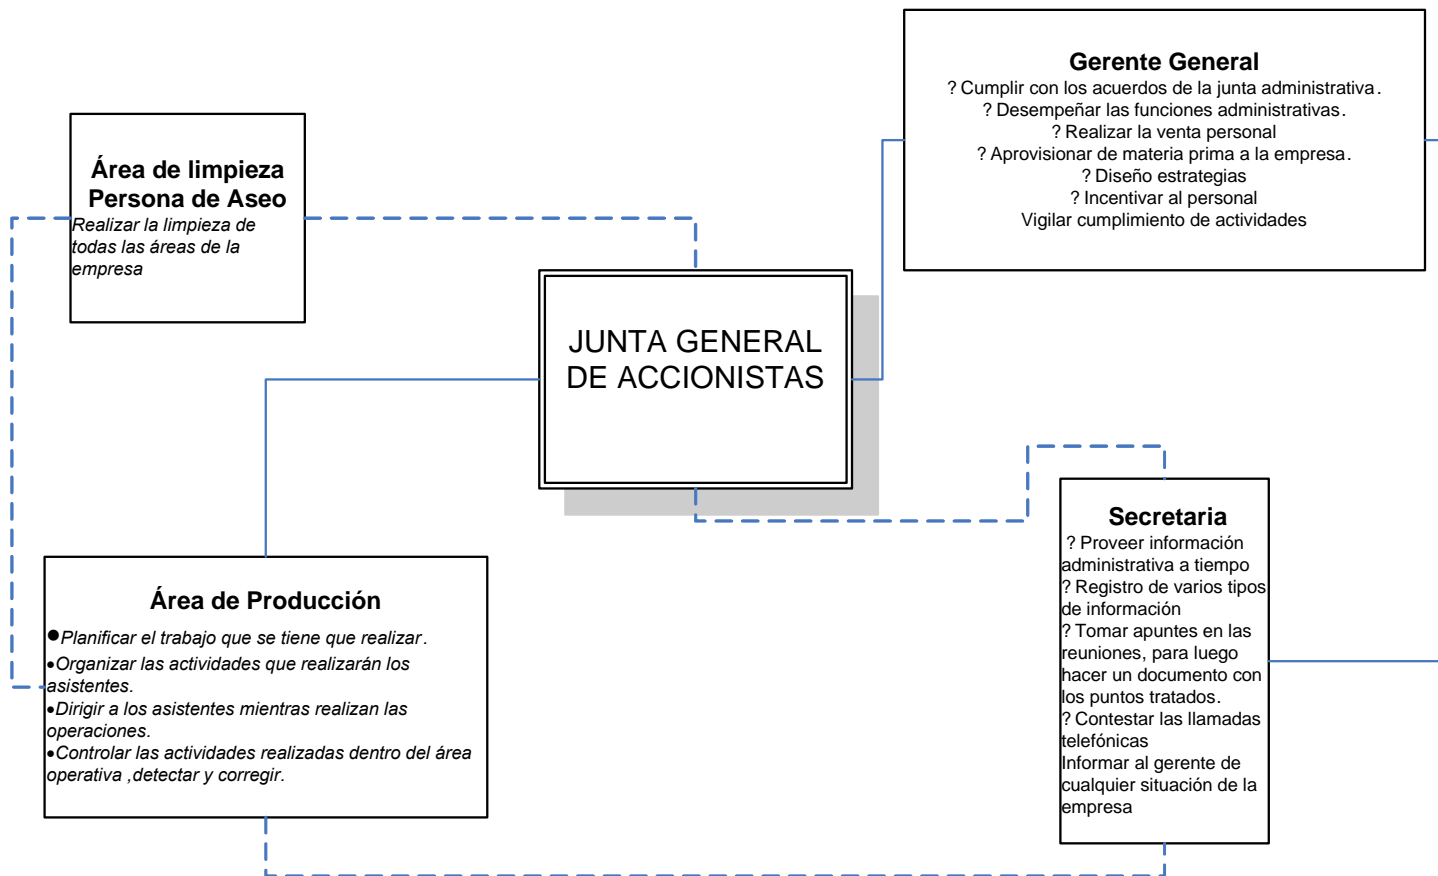 Gerente General
? Cumplir con los acuerdos de la junta administrativa.
? Desempeñar las funciones administrativas.
? Realizar la venta personal
? Aprovisionar de materia prima a la empresa.
? Diseño estrategias
? Incentivar al personal
Vigilar cumplimiento de actividades
Área de limpieza
Persona de Aseo
Realizar la limpieza de
todas las áreas de la
empresa
JUNTA GENERAL
DE ACCIONISTAS
Secretaria
? Proveer información
administrativa a tiempo
? Registro de varios tipos
de información
? Tomar apuntes en las
reuniones, para luego
hacer un documento con
los puntos tratados.
? Contestar las llamadas
telefónicas
Informar al gerente de
cualquier situación de la
empresa
Área de Producción
•Planificar el trabajo que se tiene que realizar.
•Organizar las actividades que realizarán los
asistentes.
•Dirigir a los asistentes mientras realizan las
operaciones.
•Controlar las actividades realizadas dentro del área
operativa ,detectar y corregir.